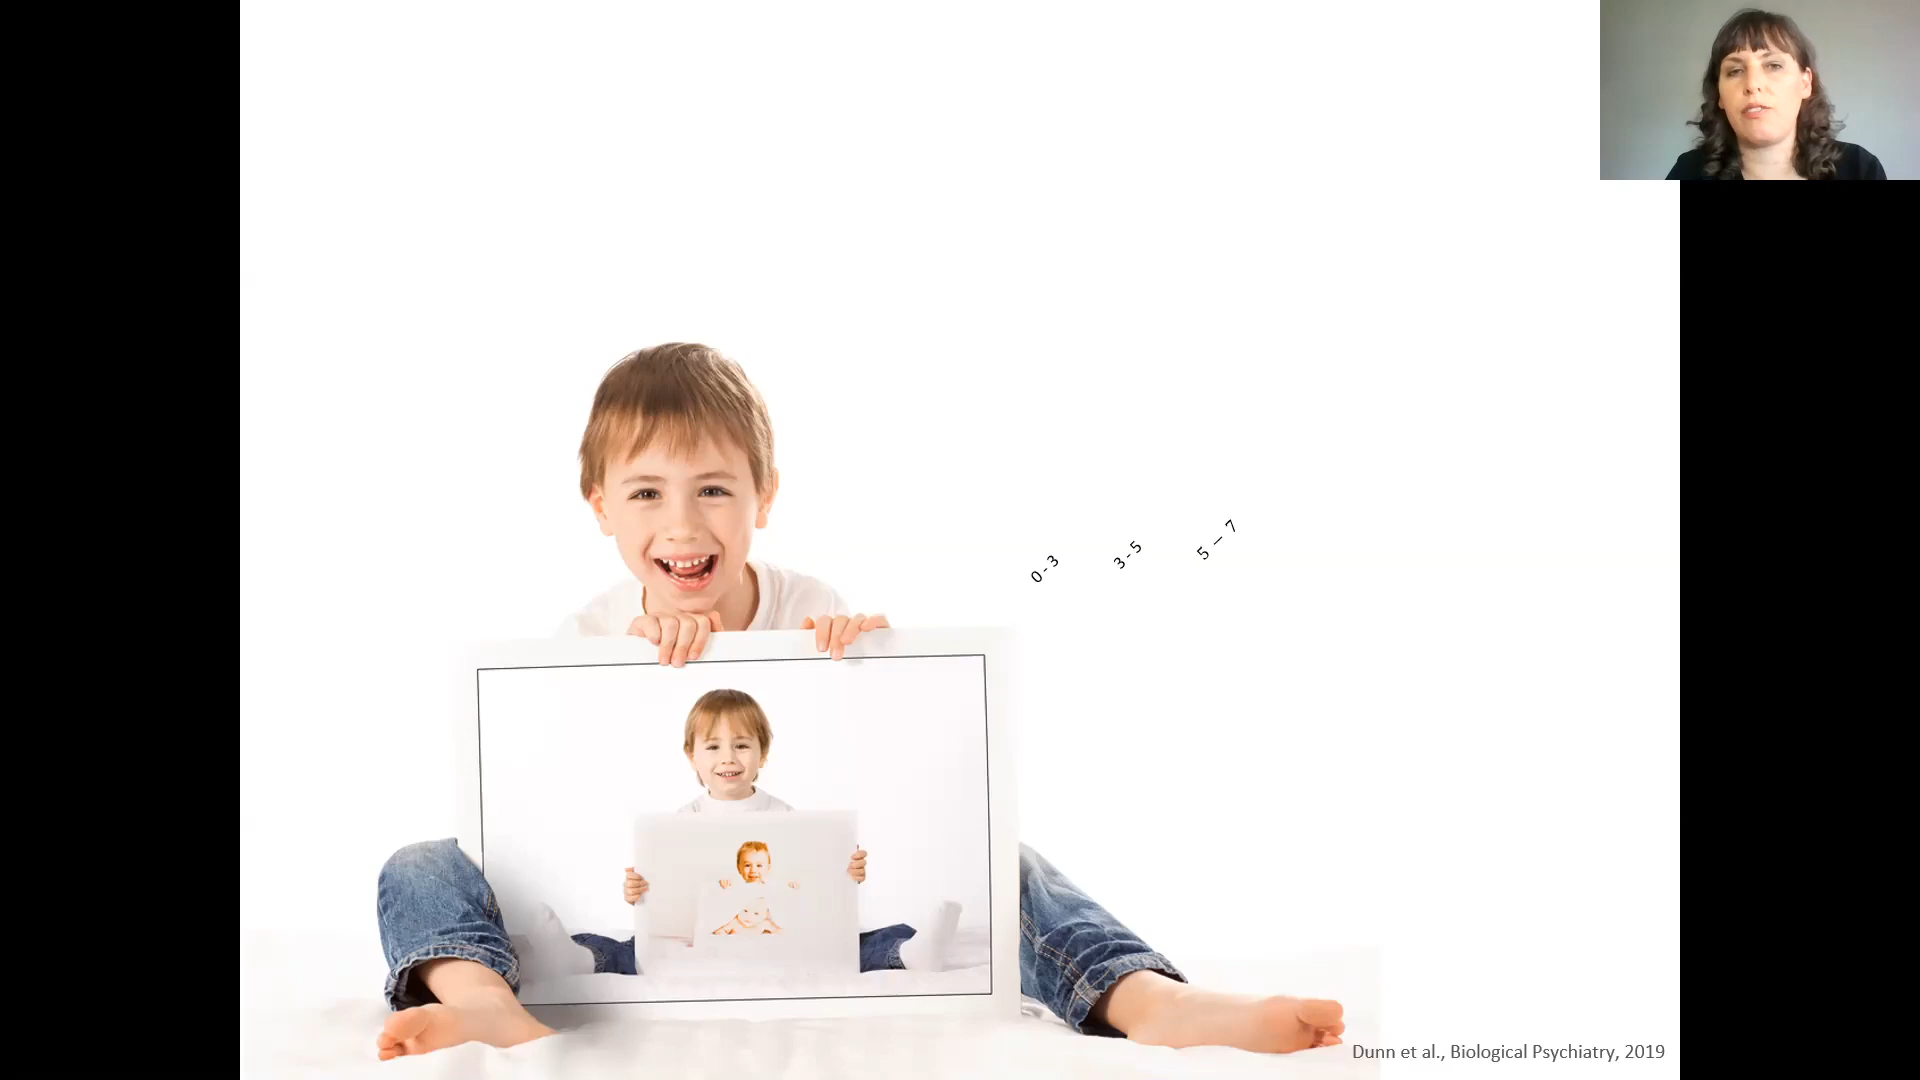 0 - 3
3 - 5
5 – 7
Dunn et al., Biological Psychiatry, 2019